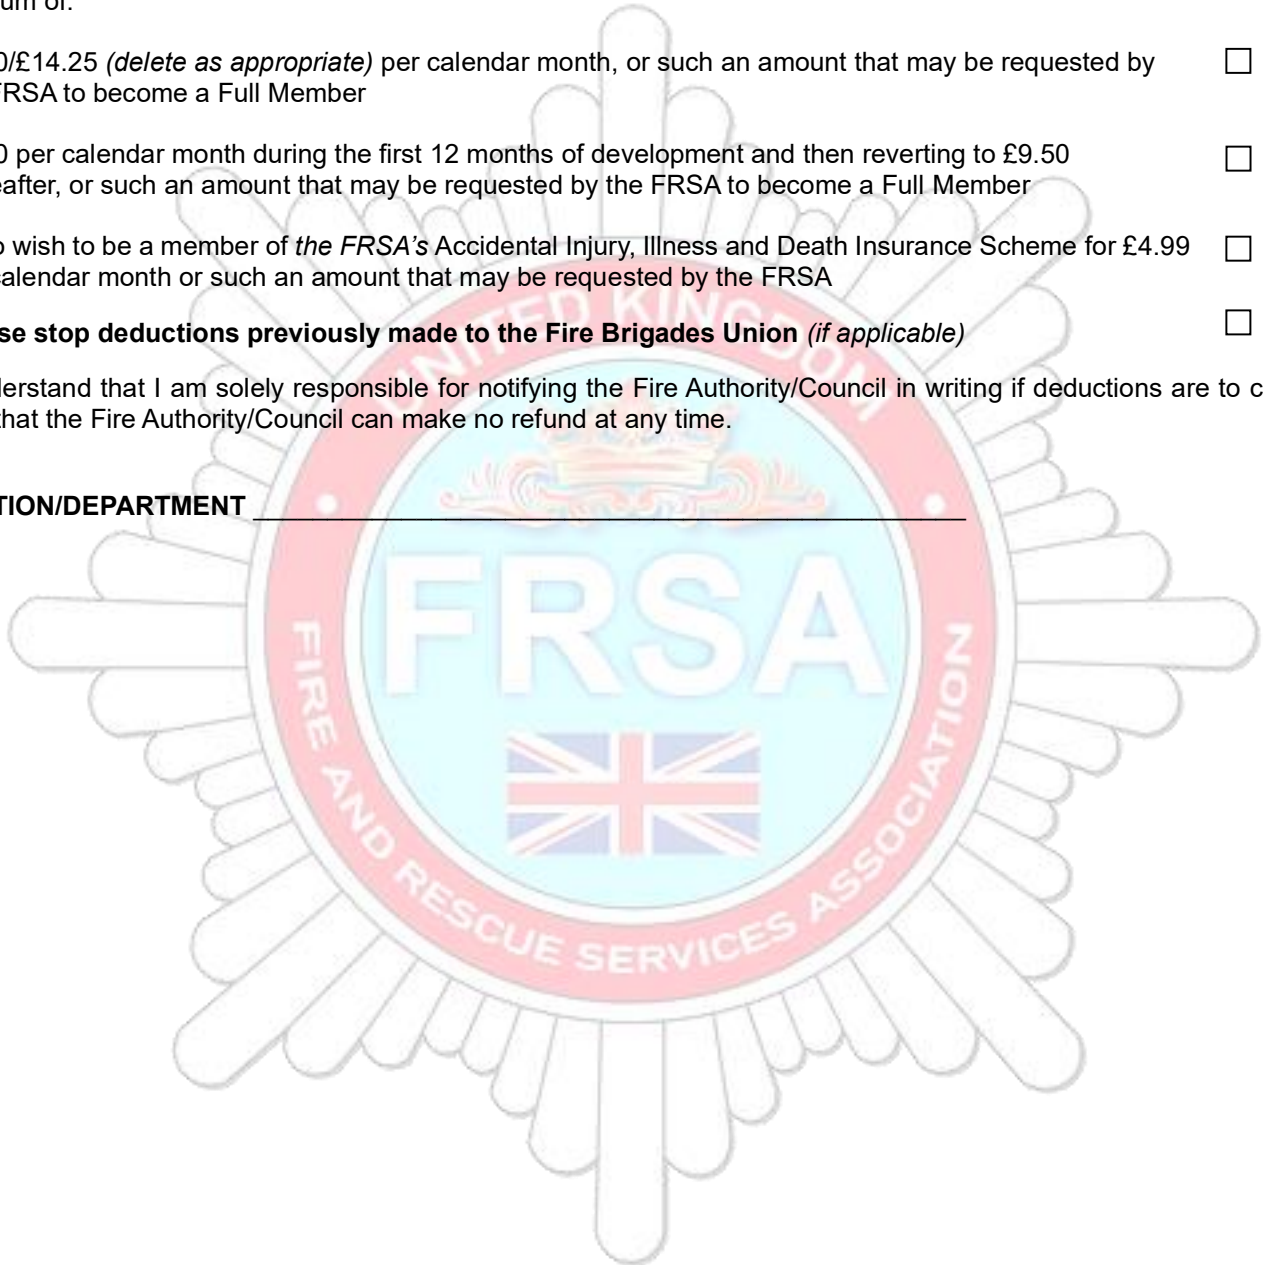 um of:
0/£14.25 (delete as appropriate) per calendar month, or such an amount that may be requested by
FRSA to become a Full Member
0 per calendar month during the first 12 months of development and then reverting to £9.50
eafter, or such an amount that may be requested by the FRSA to become a Full Member
o wish to be a member of the FRSA’s Accidental Injury, Illness and Death Insurance Scheme for £4.99
calendar month or such an amount that may be requested by the FRSA
se stop deductions previously made to the Fire Brigades Union (if applicable)
derstand that I am solely responsible for notifying the Fire Authority/Council in writing if deductions are to c
that the Fire Authority/Council can make no refund at any time.
TION/DEPARTMENT
UNITED KINGDOM
FRSA
FIRE AND RESCUE SERVICES ASSOCIATION